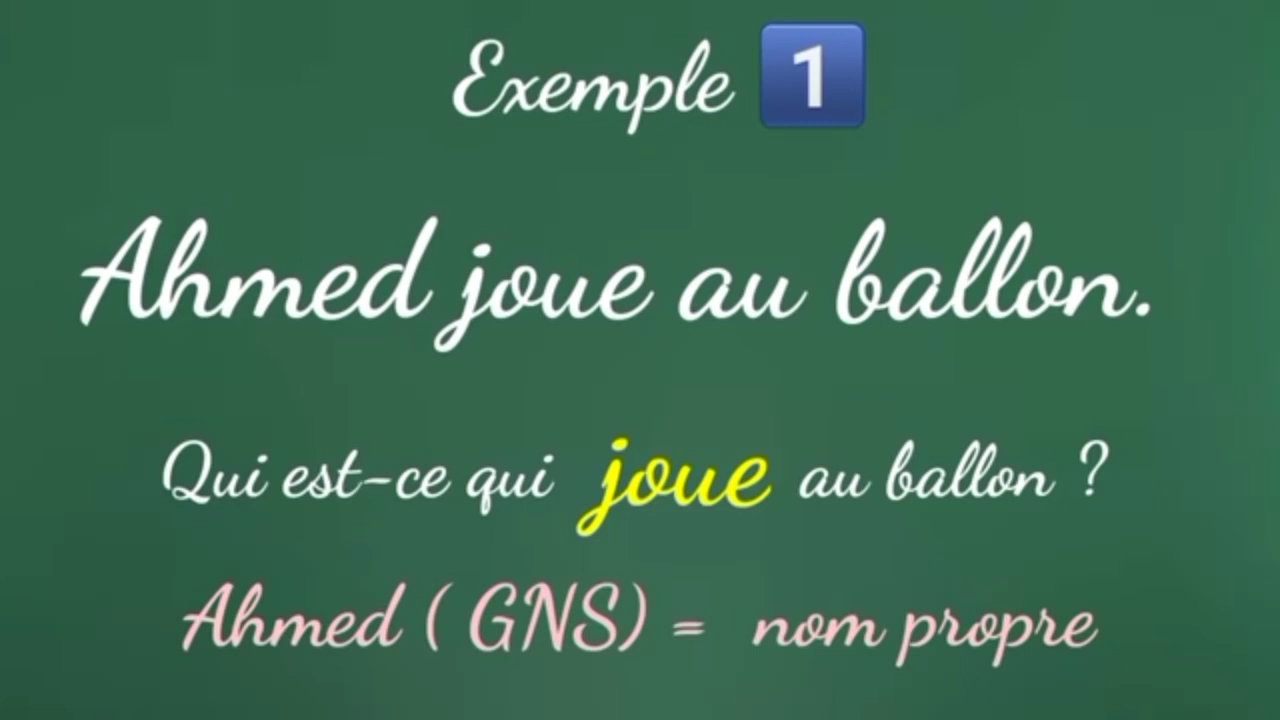 Exemple 1
Ahmed joue au ballon.
Qui est-ce qui joue au ballon ?
Ahmed ( GNS) = nom propre